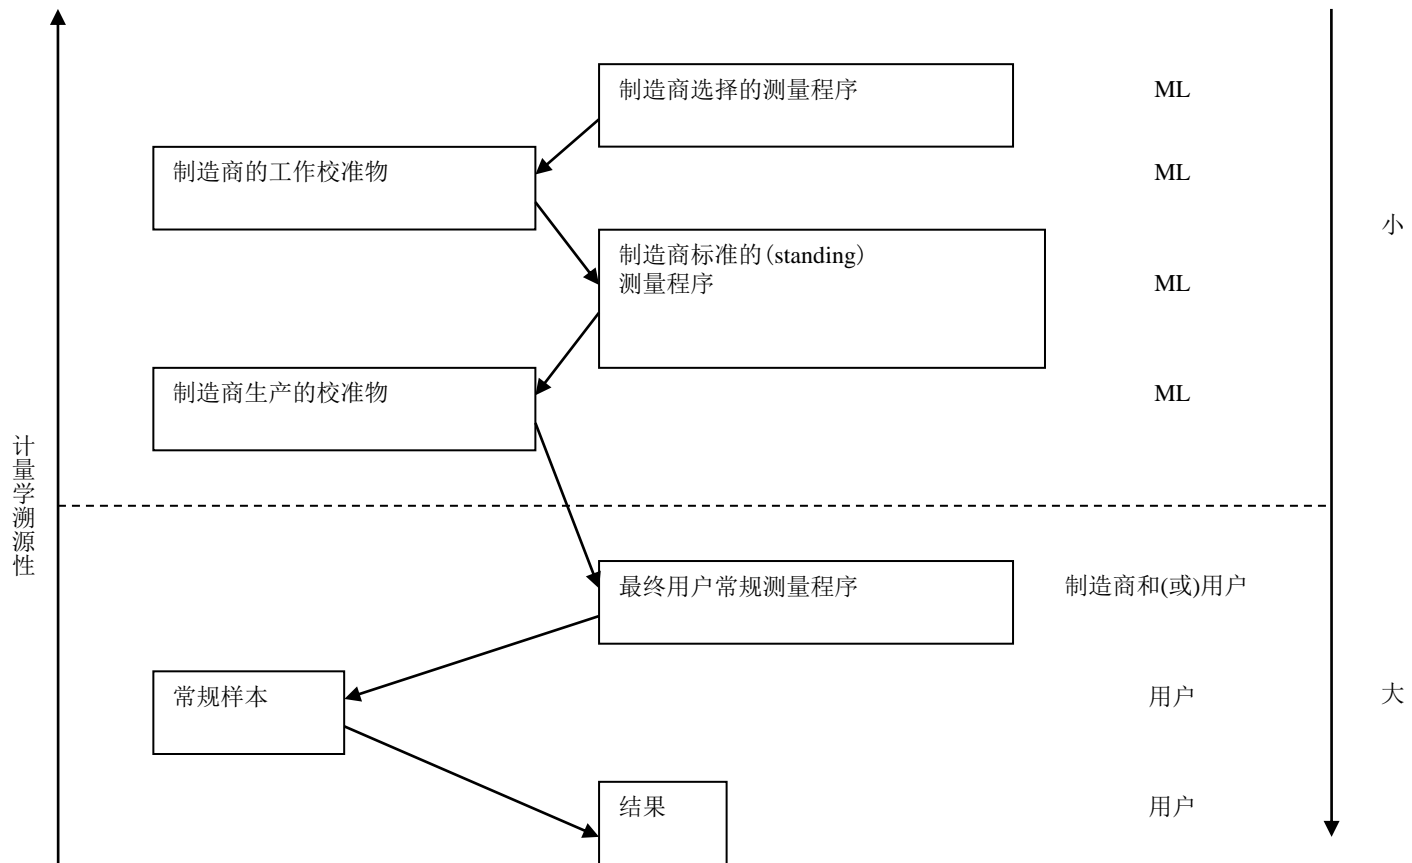 制造商选择的测量程序
ML
制造商的工作校准物
ML
小
制造商标准的(standing)
测量程序
ML
制造商生产的校准物
ML
计量学溯源性
最终用户常规测量程序
制造商和(或)用户
常规样本
用户
大
结果
用户